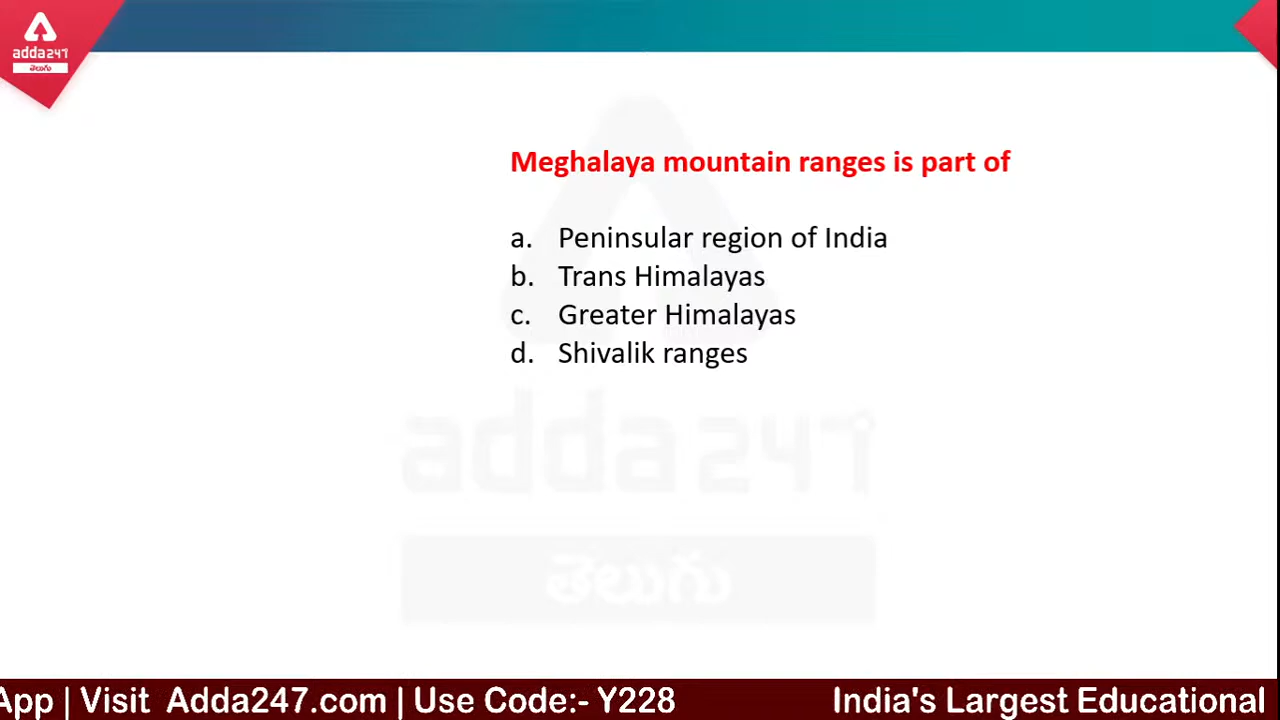 adda247
తెలుగు
Meghalaya mountain ranges is part of
a. Peninsular region of India
b. Trans Himalayas
c. Greater Himalayas
d. Shivalik ranges
adda247
తెలుగు
App | Visit Adda247.com | Use Code:- Y228 India's Largest Educational